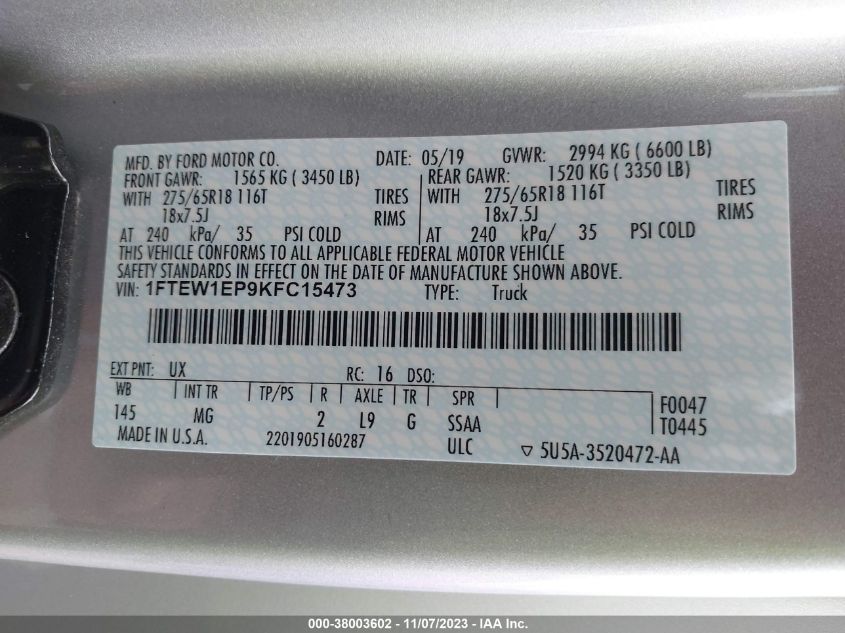 MFD. BY FORD MOTOR CO. DATE: 05/19 GVWR: 2994 KG ( 6600 LB)
FRONT GAWR: 1565 KG ( 3450 LB) REAR GAWR: 1520 KG ( 3350 LB)
WITH 275/65R18 116T TIRES WITH 275/65R18 116T TIRES
18x7.5J RIMS 18x7.5J RIMS
AT 240 kPa/ 35 PSI COLD AT 240 kPa/ 35 PSI COLD
THIS VEHICLE CONFORMS TO ALL APPLICABLE FEDERAL MOTOR VEHICLE
SAFETY STANDARDS IN EFFECT ON THE DATE OF MANUFACTURE SHOWN ABOVE.
VIN: 1FTEW1EP9KFC15473 TYPE: Truck
EXT PNT: UX RC: 16 DSO:
WB INT TR TP/PS R AXLE TR SPR F0047
145 MG 2 L9 G SSAA T0445
MADE IN U.S.A. 2201905160287 ULC ▽ 5U5A-3520472-AA
000-38003602 - 11/07/2023 - IAA Inc.